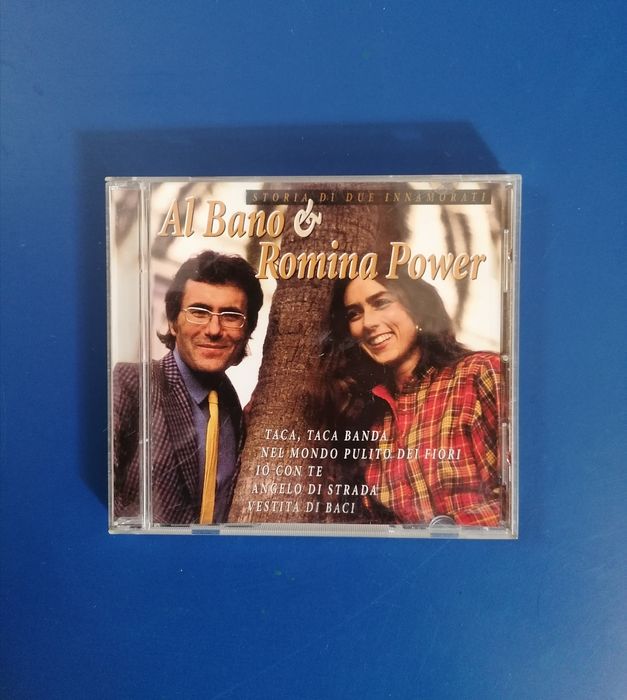 STORIA DI DUE INNAMORATI
Al Bano &
Romina Power
TACA, TACA BANDA
NEL MONDO PULITO DEI FIORI
IO CON TE
ANGELO DI STRADA
VESTITA DI BACI